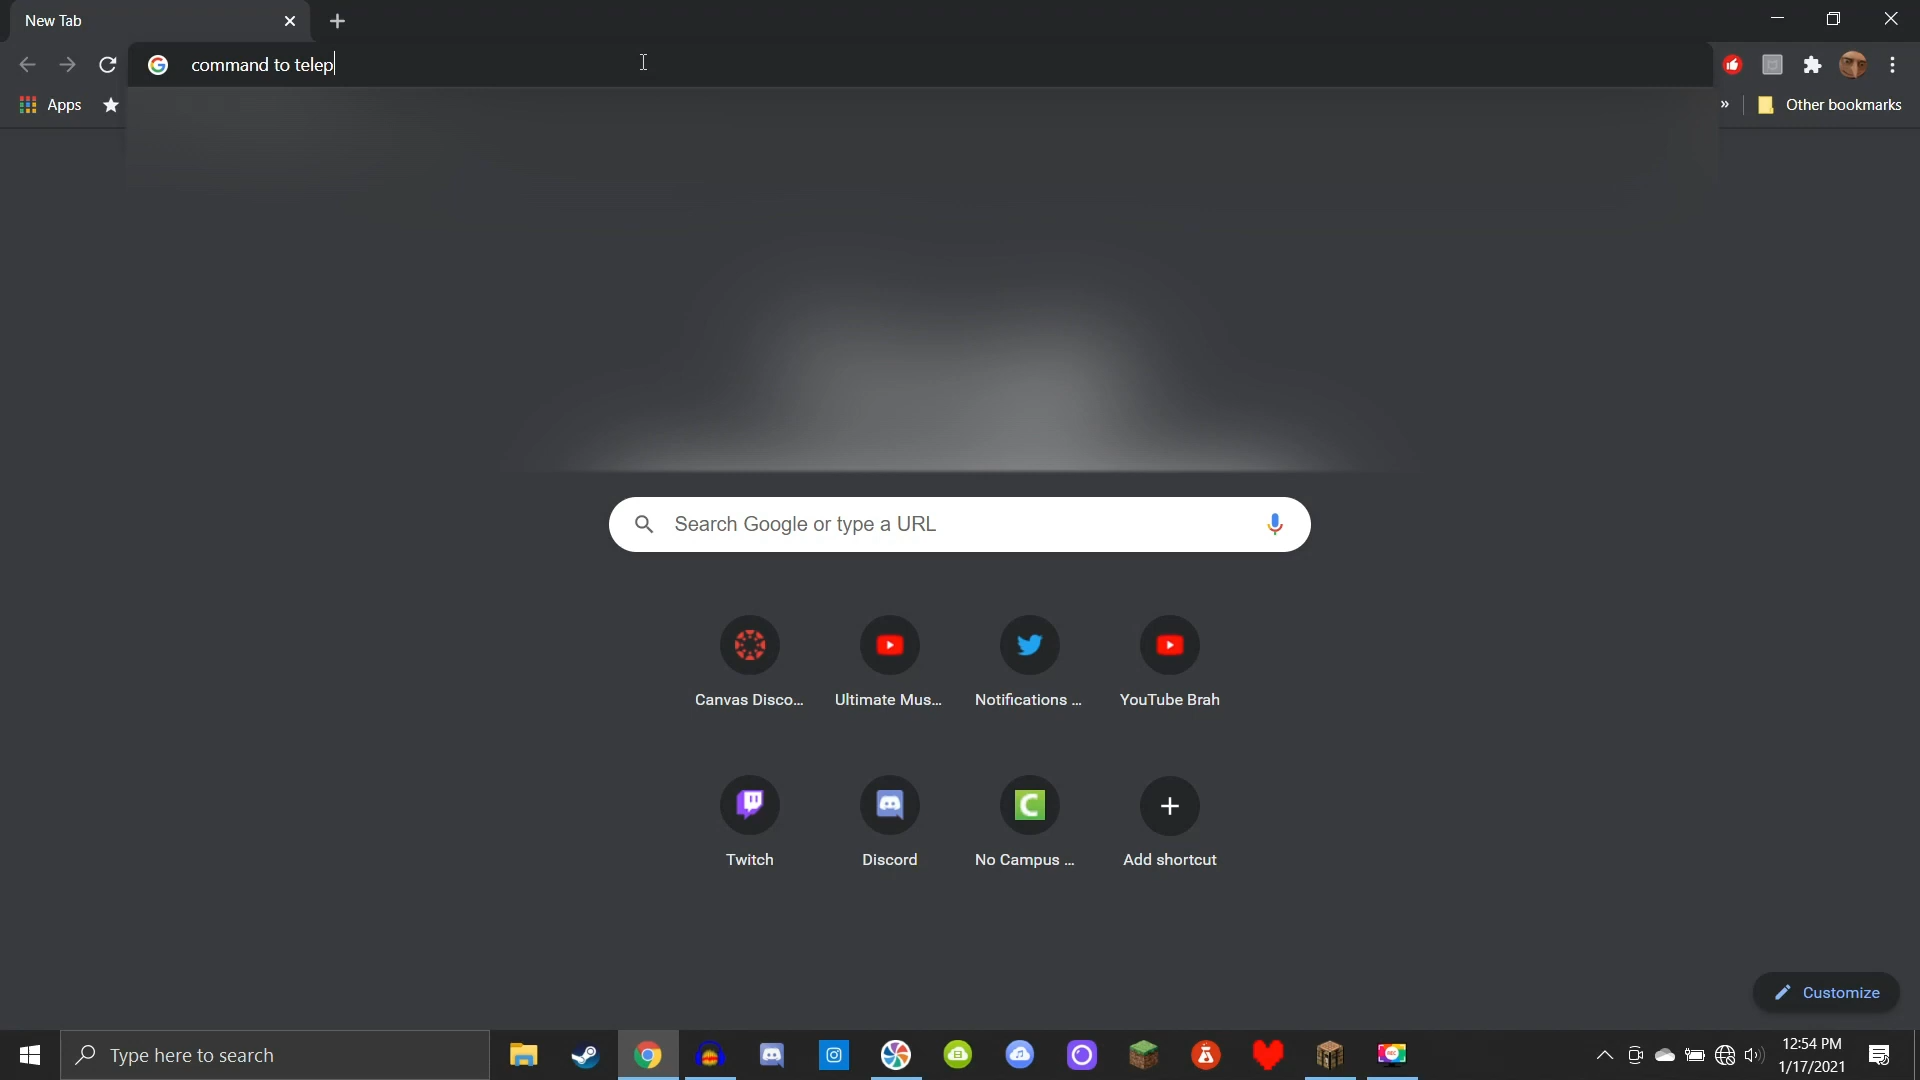 New Tab
command to telep
Apps
Other bookmarks
Search Google or type a URL
Canvas Disco...
Ultimate Mus...
Notifications ...
YouTube Brah
Twitch
Discord
No Campus ...
Add shortcut
Customize
Type here to search
12:54 PM
1/17/2021